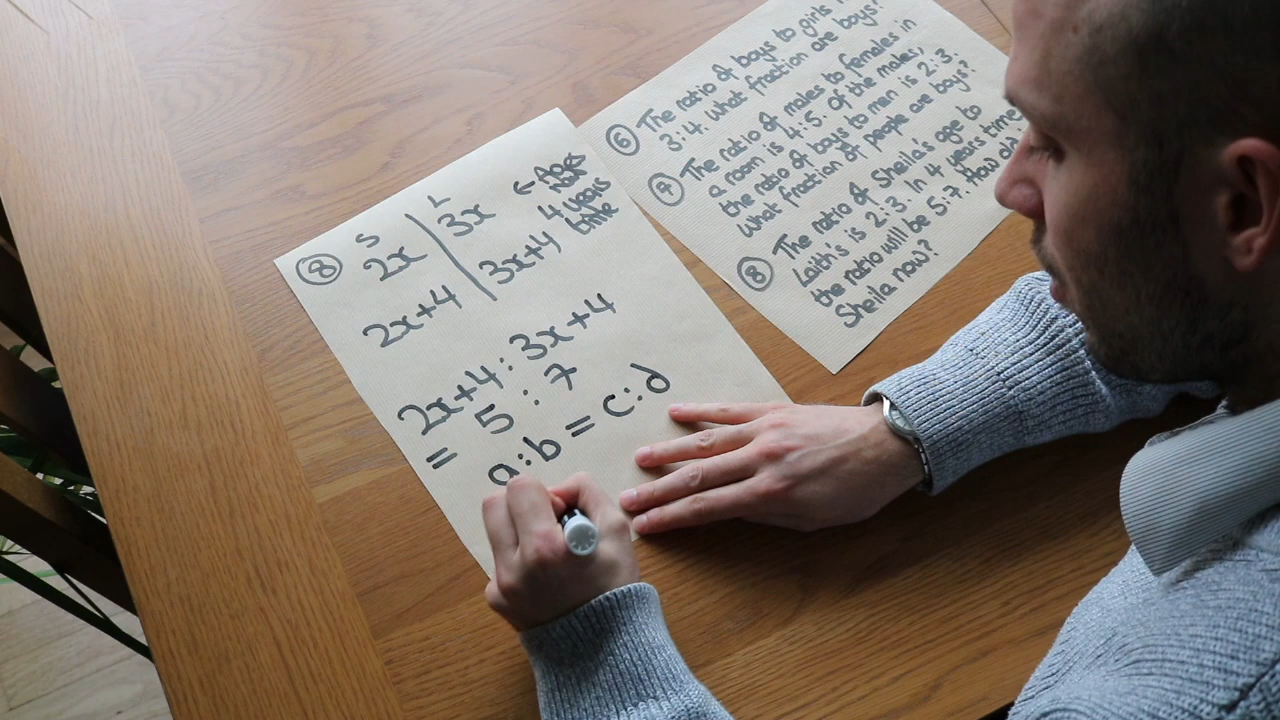 8
S L
2x 3x ← Ages now
2x+4 3x+4 4 years time
2x+4 : 3x+4
= 5 : 7
a:b = c:d
6 The ratio of boys to girls
3:4. What fraction are boys?
7 The ratio of males to females in
a room is 4:5. Of the males,
the ratio of boys to men is 2:3.
What fraction of people are boys?
8 The ratio of Sheila's age to
Laith's is 2:3. In 4 years time,
the ratio will be 5:7. How old
Sheila now?